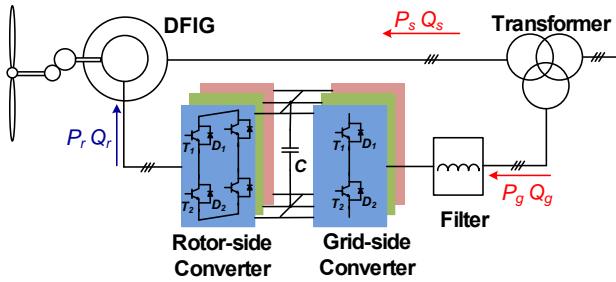 DFIG
Ps Qs
Transformer
Pr Qr
T1
D1
T2
D2
C
D1
T2
D2
Pg Qg
Filter
Rotor-side
Converter
Grid-side
Converter